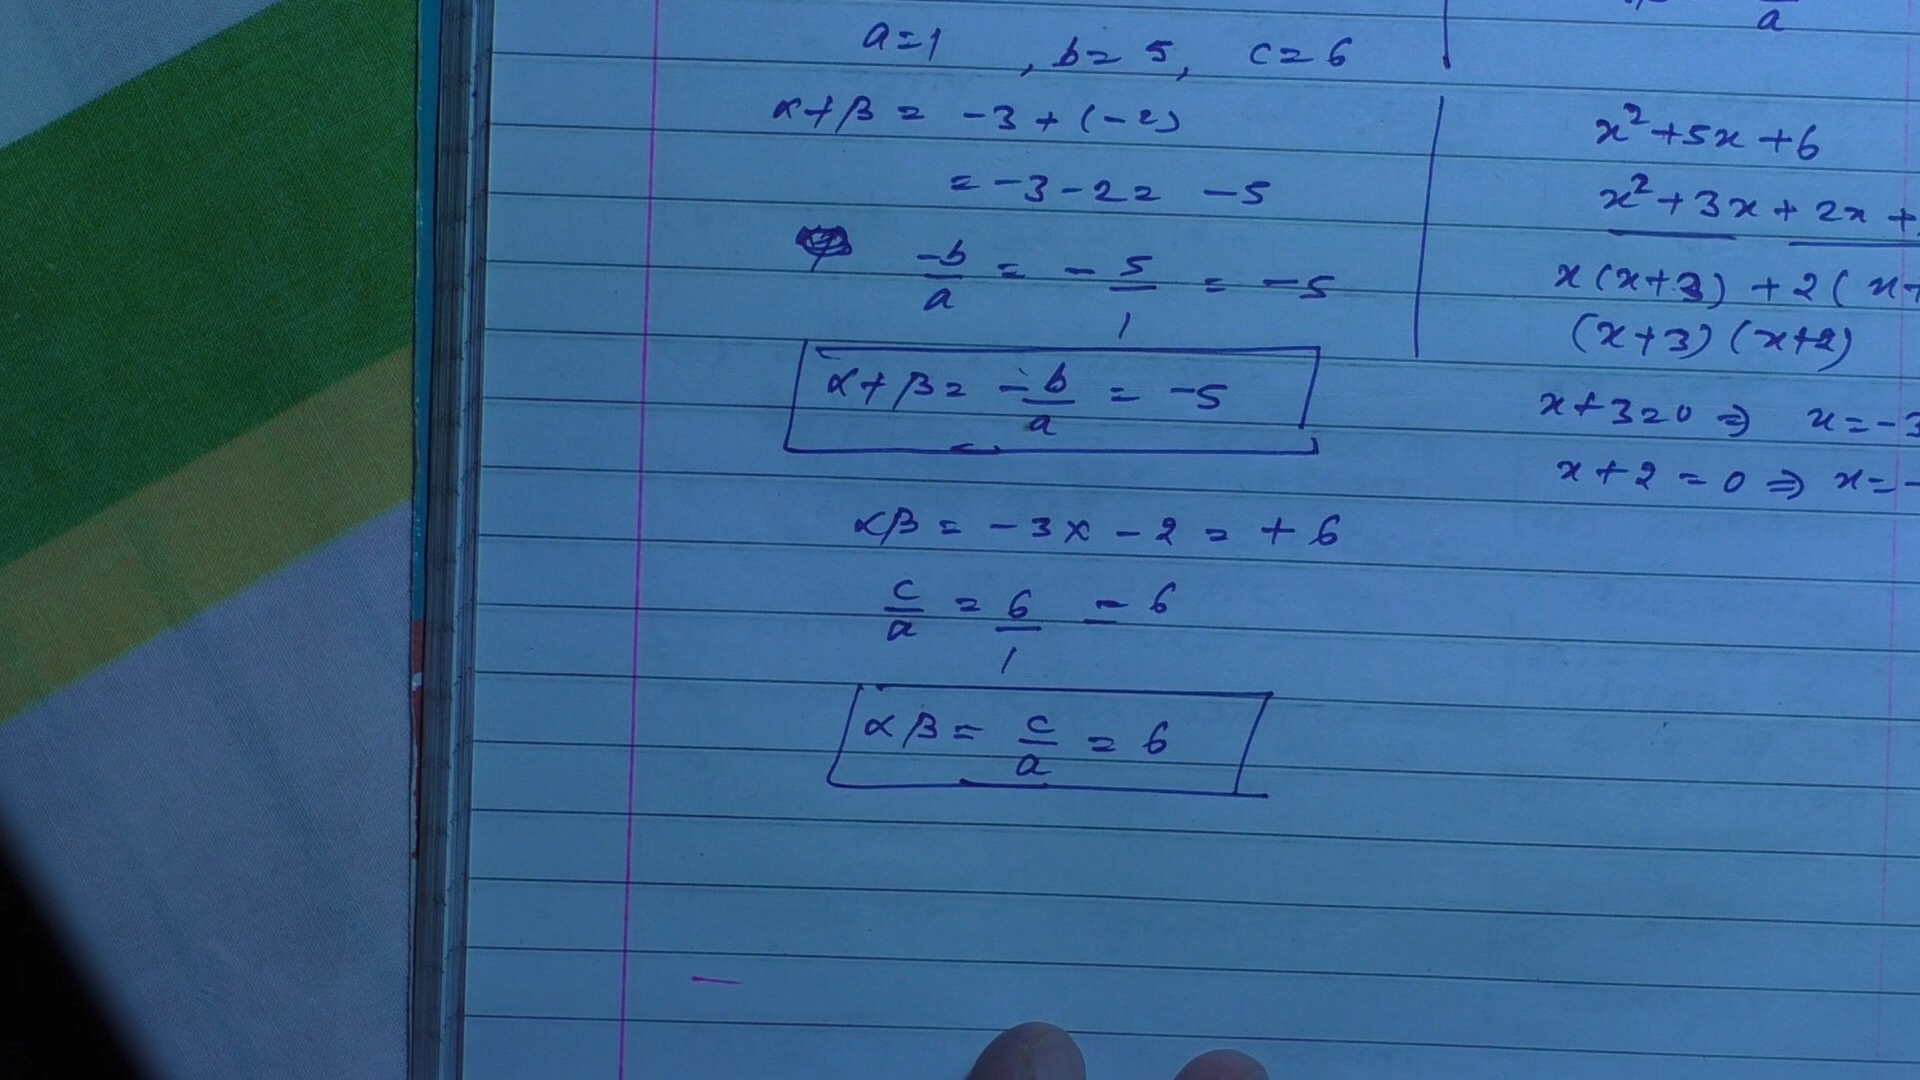 a
a=1 , b= 5, c= 6
α+β = -3 + (-2)
= -3-2= -5
-b/a = -5/1 = -5
α+β= -b/a = -5
αβ = -3x-2 = +6
c/a = 6/1 = 6
αβ = c/a = 6
x²+5x+6
x²+3x+2x+
x(x+3)+2(x+
(x+3)(x+2)
x+3=0 ⇒ x=-3
x+2=0 ⇒ x=-